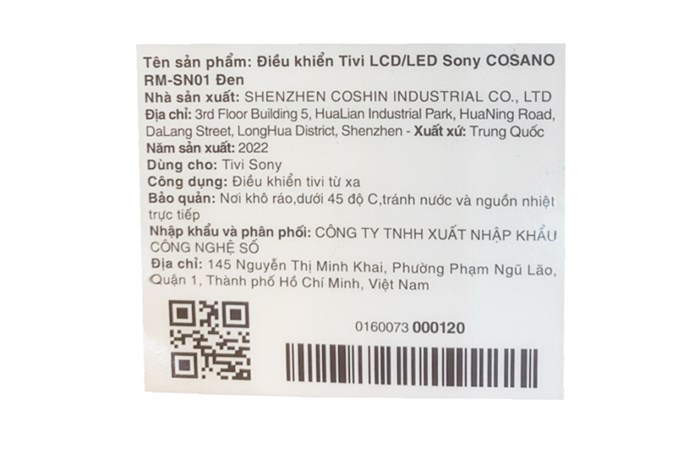 Tên sản phẩm: Điều khiển Tivi LCD/LED Sony COSANO
RM-SN01 Đen
Nhà sản xuất: SHENZHEN COSHIN INDUSTRIAL CO., LTD
Địa chỉ: 3rd Floor Building 5, HuaLian Industrial Park, HuaNing Road,
DaLang Street, LongHua District, Shenzhen - Xuất xứ: Trung Quốc
Năm sản xuất: 2022
Dùng cho: Tivi Sony
Công dụng: Điều khiển tivi từ xa
Bảo quản: Nơi khô ráo,dưới 45 độ C,tránh nước và nguồn nhiệt
trực tiếp
Nhập khẩu và phân phối: CÔNG TY TNHH XUẤT NHẬP KHẨU
CÔNG NGHỆ SỐ
Địa chỉ: 145 Nguyễn Thị Minh Khai, Phường Phạm Ngũ Lão,
Quận 1, Thành phố Hồ Chí Minh, Việt Nam
0160073 000120